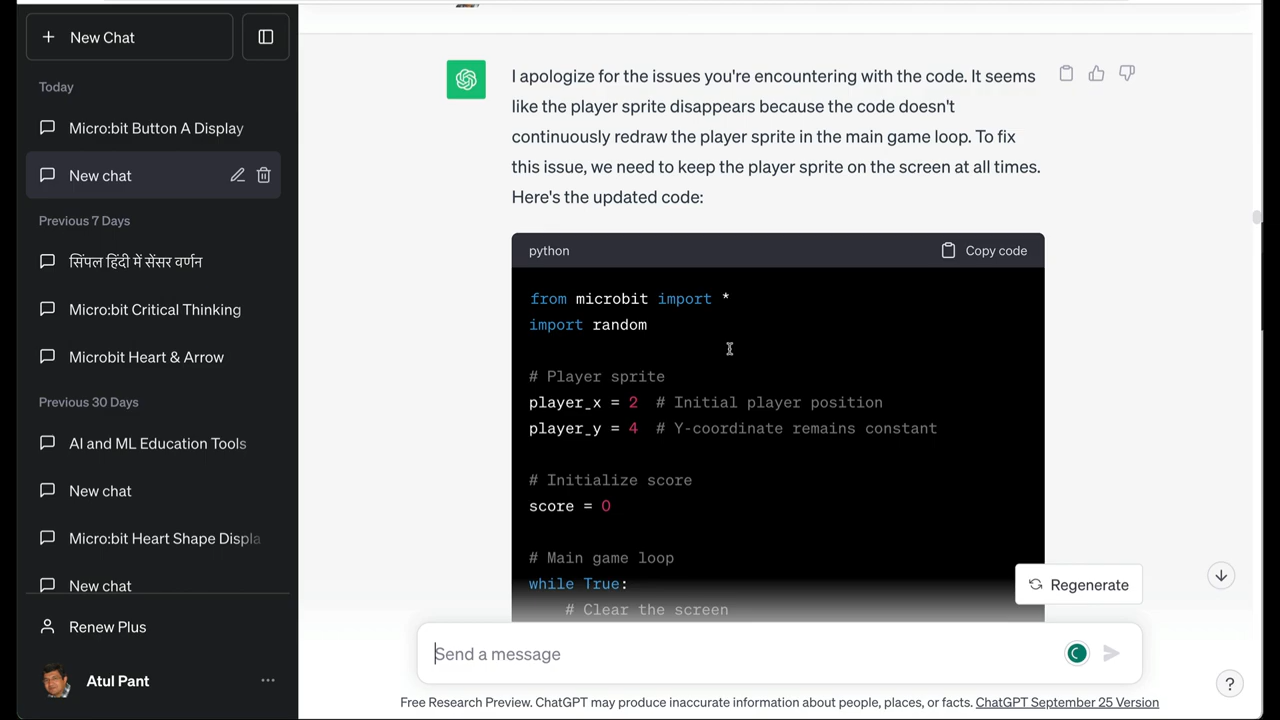 New Chat
Today
Micro:bit Button A Display
New chat
Previous 7 Days
सिंपल हिंदी में सेंसर वर्णन
Micro:bit Critical Thinking
Microbit Heart & Arrow
Previous 30 Days
AI and ML Education Tools
New chat
Micro:bit Heart Shape Displa
New chat
Renew Plus
Atul Pant
I apologize for the issues you're encountering with the code. It seems
like the player sprite disappears because the code doesn't
continuously redraw the player sprite in the main game loop. To fix
this issue, we need to keep the player sprite on the screen at all times.
Here's the updated code:
python
Copy code
from microbit import *
import random
# Player sprite
player_x = 2  # Initial player position
player_y = 4  # Y-coordinate remains constant
# Initialize score
score = 0
# Main game loop
while True:
# Clear the screen
Regenerate
Send a message
Free Research Preview. ChatGPT may produce inaccurate information about people, places, or facts. ChatGPT September 25 Version
?